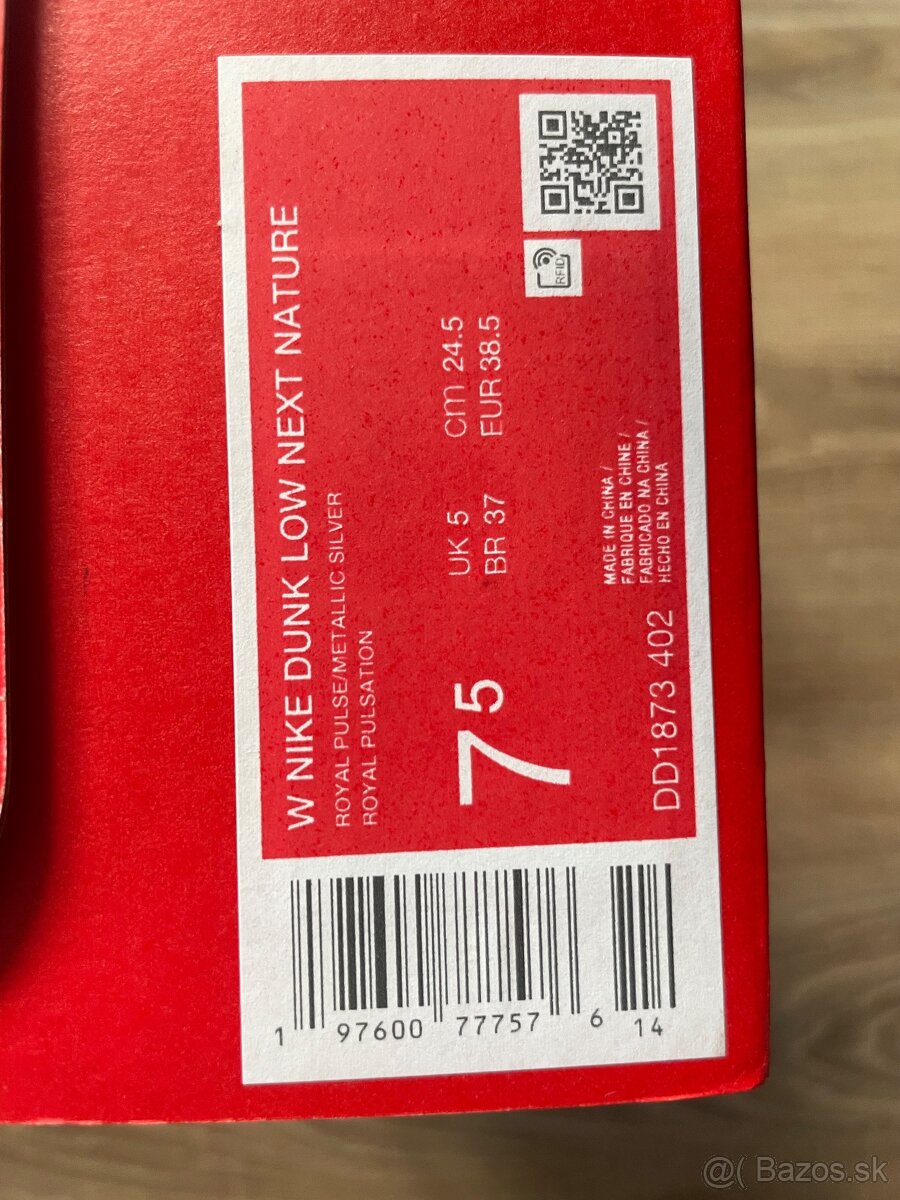 W NIKE DUNK LOW NEXT NATURE
ROYAL PULSE/METALLIC SILVER
ROYAL PULSATION
7 5
UK 5 cm 24.5
BR 37 EUR 38.5
RFID
MADE IN CHINA /
FABRIQUE EN CHINE /
FABRICADO NA CHINA /
HECHO EN CHINA
DD1873 402
1 97600 77757 6 14
@( Bazos.sk